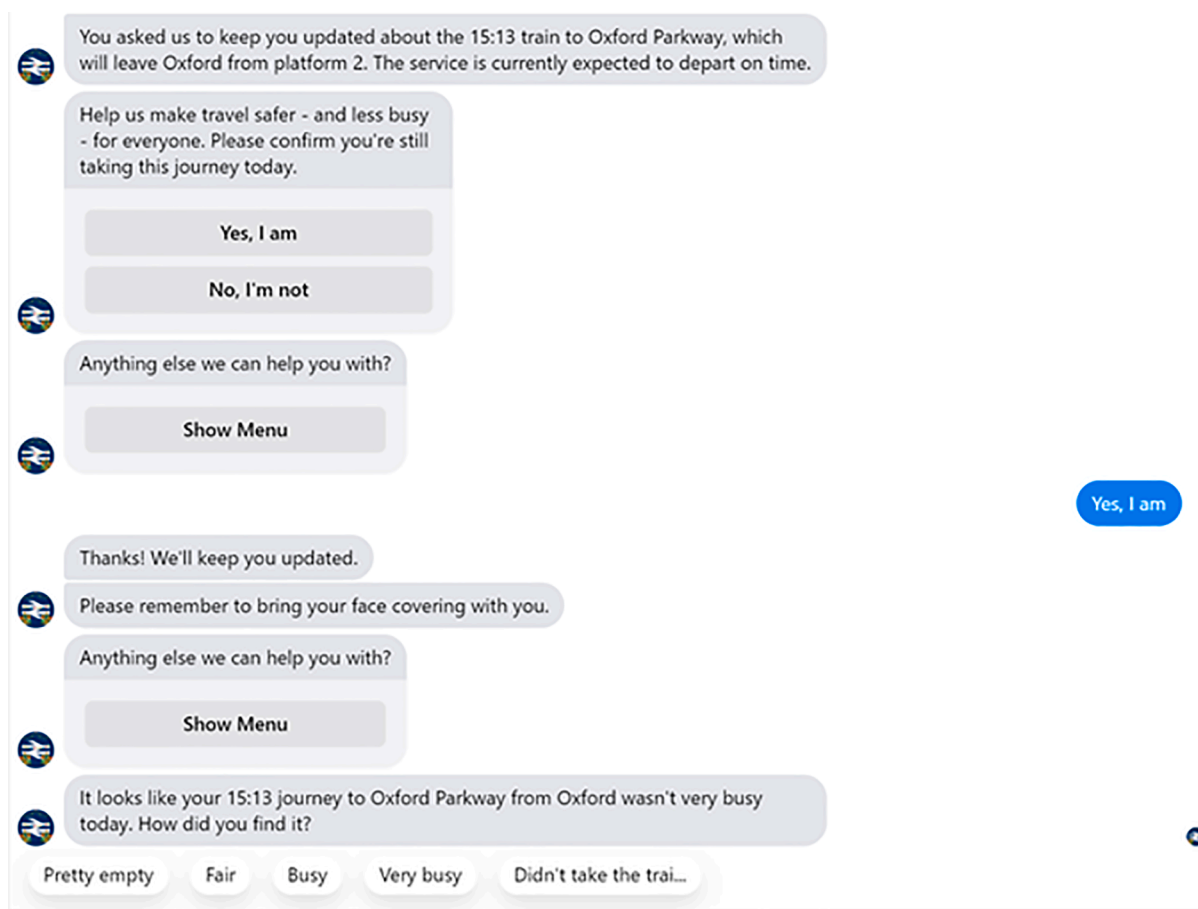 You asked us to keep you updated about the 15:13 train to Oxford Parkway, which
will leave Oxford from platform 2. The service is currently expected to depart on time.
Help us make travel safer - and less busy
- for everyone. Please confirm you're still
taking this journey today.
Yes, I am
No, I'm not
Anything else we can help you with?
Show Menu
Yes, I am
Thanks! We'll keep you updated.
Please remember to bring your face covering with you.
Anything else we can help you with?
Show Menu
It looks like your 15:13 journey to Oxford Parkway from Oxford wasn't very busy
today. How did you find it?
Pretty empty Fair Busy Very busy Didn't take the trai...